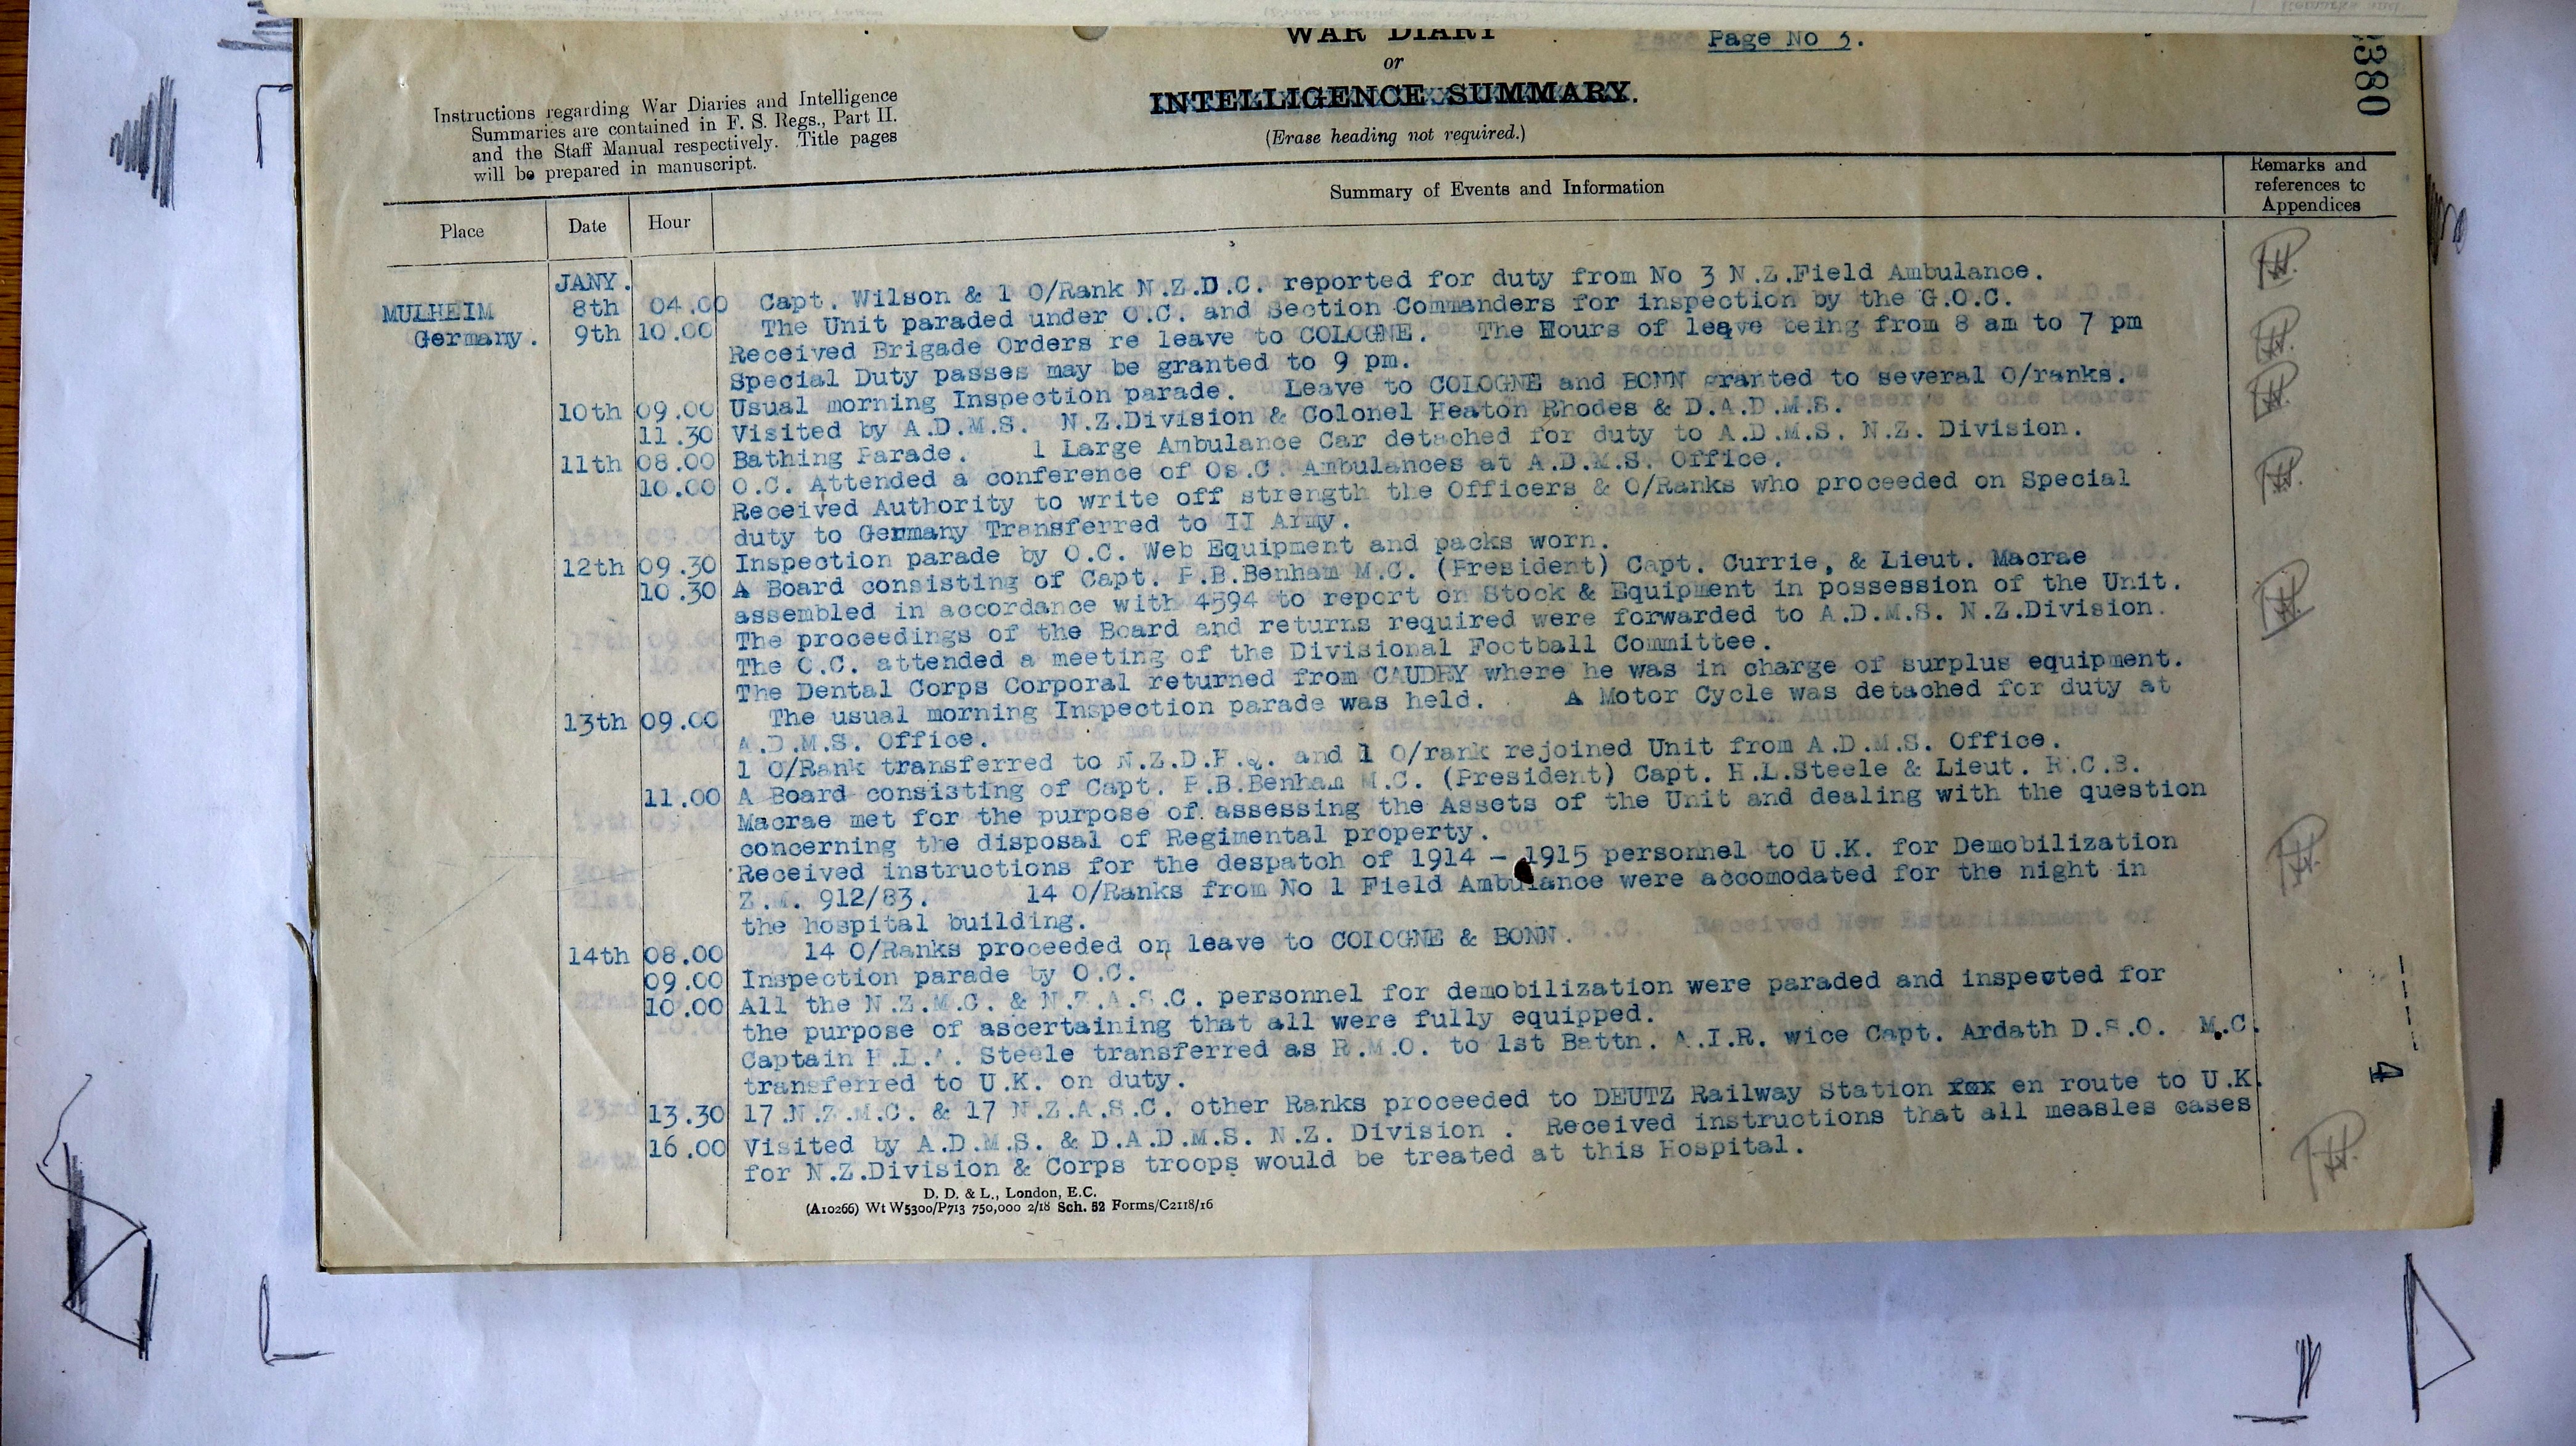 WAR DIARY
Page No 3.
or
INTELLIGENCE SUMMARY.
(Erase heading not required.)
Instructions regarding War Diaries and Intelligence
Summaries are contained in F. S. Regs., Part II.
and the Staff Manual respectively. Title pages
will be prepared in manuscript.
380
Place Date Hour Summary of Events and Information Remarks and
references to
Appendices
JANY.
MULHEIM 8th 04.00 Capt. Wilson & 1 O/Rank N.Z.D.C. reported for duty from No 3 N.Z.Field Ambulance.
Germany. 9th 10.00 The Unit paraded under O.C. and Section Commanders for inspection by the G.O.C.
Received Brigade Orders re leave to COLOGNE. The Hours of leave being from 8 am to 7 pm
Special Duty passes may be granted to 9 pm.
10th 09.00 Usual morning Inspection parade. Leave to COLOGNE and BONN granted to several O/ranks.
11.30 Visited by A.D.M.S. N.Z.Division & Colonel Heaton Rhodes & D.A.D.M.S.
11th 08.00 Bathing Parade. 1 Large Ambulance Car detached for duty to A.D.M.S. N.Z. Division.
10.00 O.C. Attended a conference of Os.C. Ambulances at A.D.M.S. Office.
Received Authority to write off strength the Officers & O/Ranks who proceeded on Special
duty to Germany Transferred to II Army.
12th 09.30 Inspection parade by O.C. Web Equipment and packs worn.
10.30 A Board consisting of Capt. P.B.Benham M.C. (President) Capt. Currie, & Lieut. Macrae
assembled in accordance with 4594 to report on Stock & Equipment in possession of the Unit.
The proceedings of the Board and returns required were forwarded to A.D.M.S. N.Z.Division.
The O.C. attended a meeting of the Divisional Football Committee.
The Dental Corps Corporal returned from CAUDRY where he was in charge of surplus equipment.
13th 09.00 The usual morning Inspection parade was held. A Motor Cycle was detached for duty at
A.D.M.S. Office.
1 O/Rank transferred to N.Z.D.H.Q. and 1 O/rank rejoined Unit from A.D.M.S. Office.
11.00 A Board consisting of Capt. P.B.Benham M.C. (President) Capt. H.L.Steele & Lieut. R.C.B.
Macrae met for the purpose of assessing the Assets of the Unit and dealing with the question
concerning the disposal of Regimental property.
Received instructions for the despatch of 1914 - 1915 personnel to U.K. for Demobilization
Z.M. 912/83. 14 O/Ranks from No 1 Field Ambulance were accomodated for the night in
the hospital building.
14th 08.00 14 O/Ranks proceeded on leave to COLOGNE & BONN.
09.00 Inspection parade by O.C.
10.00 All the N.Z.M.C. & N.Z.A.S.C. personnel for demobilization were paraded and inspected for
the purpose of ascertaining that all were fully equipped.
Captain H.L.A. Steele transferred as R.M.O. to 1st Battn. A.I.R. wice Capt. Ardath D.S.O. M.C.
transferred to U.K. on duty.
13.30 17 N.Z.M.C. & 17 N.Z.A.S.C. other Ranks proceeded to DEUTZ Railway Station for en route to U.K.
16.00 Visited by A.D.M.S. & D.A.D.M.S. N.Z. Division . Received instructions that all measles cases
for N.Z.Division & Corps troops would be treated at this Hospital.
4
D. D. & L., London, E.C.
(A10266) Wt W5300/P713 750,000 2/18 Sch. 52 Forms/C2118/16